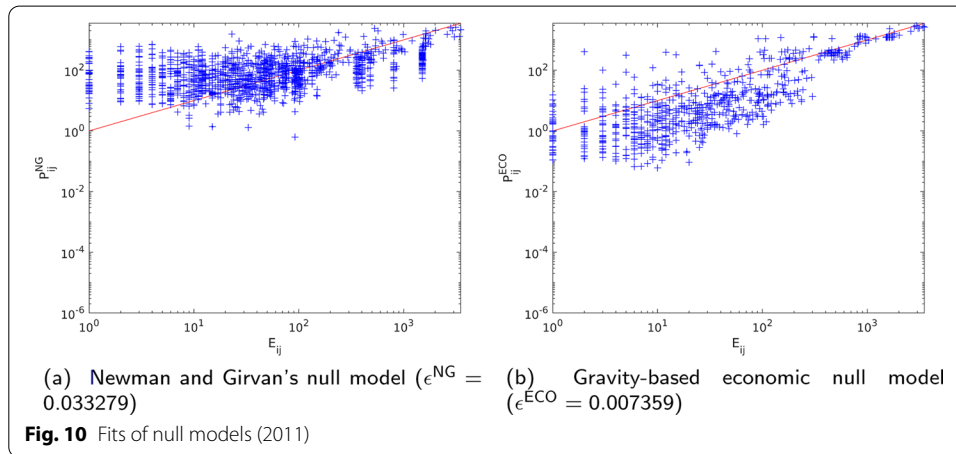 10^2
10^0
10^-2
10^-4
10^-6
P_ij^NG
10^0 10^1 10^2 10^3
E_ij
10^2
10^0
10^-2
10^-4
10^-6
P_ij^ECO
10^0 10^1 10^2 10^3
E_ij
(a) Newman and Girvan's null model (ϵ^NG =
0.033279)
(b) Gravity-based economic null model
(ϵ^ECO = 0.007359)
Fig. 10 Fits of null models (2011)